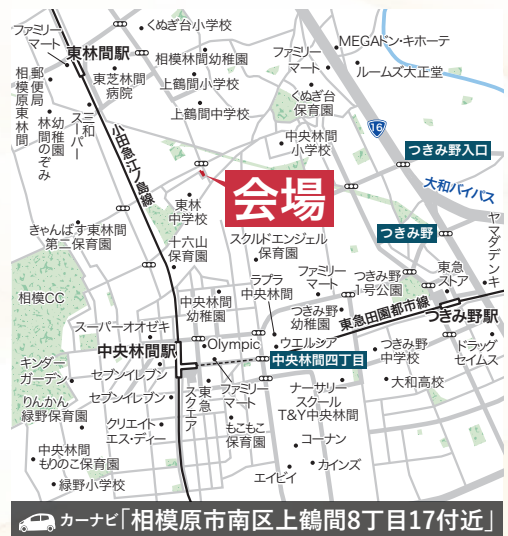 くぬぎ台小学校
ファミリー
マート
東林間駅
相模林間幼稚園
東芝林間
病院
上鶴間小学校
上鶴間中学校
郵便局
相模原東林間
三和
スーパー
幼稚園
林間のぞみ
小田急江ノ島線
ファミリー
マート
MEGAドン・キホーテ
ルームズ大正堂
くぬぎ台
保育園
16
中央林間
小学校
つきみ野入口
大和バイパス
会場
東林
中学校
つきみ野
ヤマダデンキ
きゃんばす東林間
第二保育園
十六山
保育園
スクルドエンジェル
保育園
相模CC
ラプラ
中央林間
ファミリー
マート
つきみ野
1号公園
東急
ストア
中央林間
幼稚園
つきみ野
幼稚園
東急田園都市線
つきみ野駅
スーパーオオゼキ
中央林間駅
Olympic
ウエルシア
中央林間四丁目
つきみ野
中学校
ドラッグ
セイムス
キンダー
ガーデン
セブンイレブン
セブンイレブン
東急
スクエア
ファミリー
マート
ナーサリー
スクール
T&Y中央林間
大和高校
りんかん
緑野保育園
クリエイト
エス・ディー
もこもこ
保育園
中央林間
もりのこ保育園
コーナン
カインズ
エイビイ
緑野小学校
カーナビ「相模原市南区上鶴間8丁目17付近」